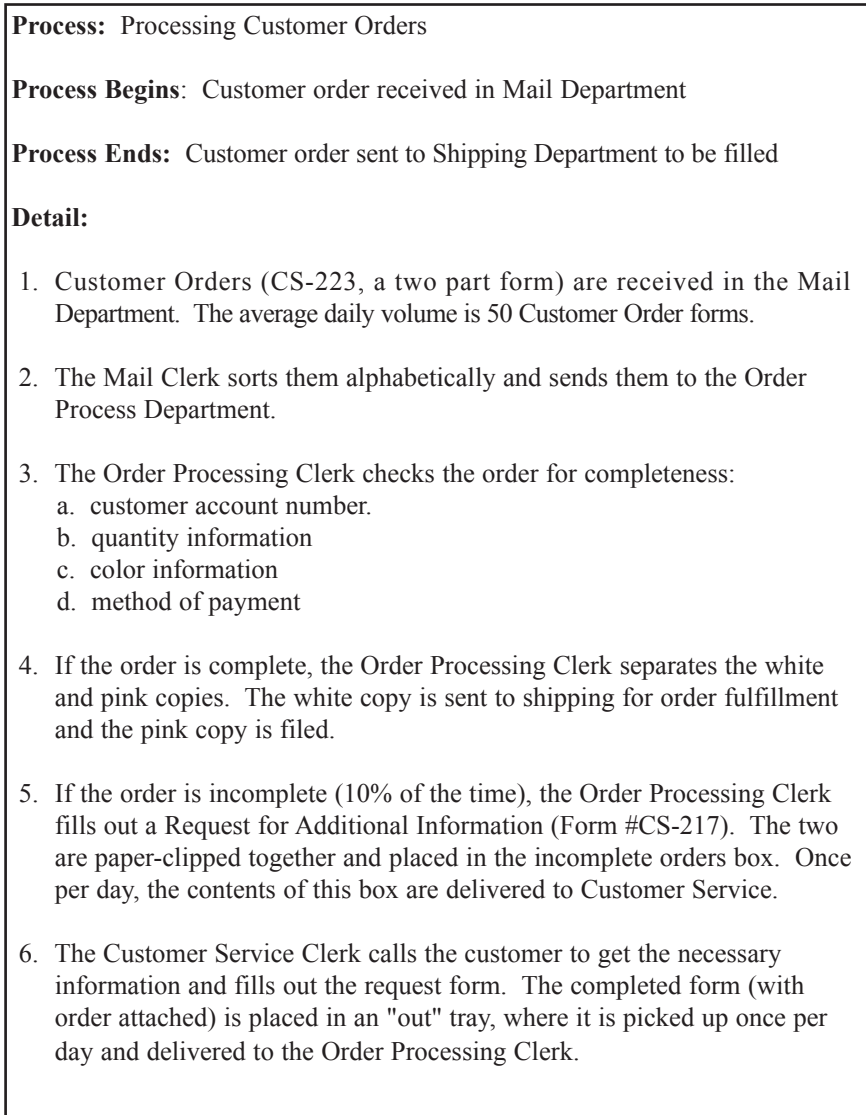 Process: Processing Customer Orders
Process Begins: Customer order received in Mail Department
Process Ends: Customer order sent to Shipping Department to be filled
Detail:
1. Customer Orders (CS-223, a two part form) are received in the Mail
Department. The average daily volume is 50 Customer Order forms.
2. The Mail Clerk sorts them alphabetically and sends them to the Order
Process Department.
3. The Order Processing Clerk checks the order for completeness:
a. customer account number.
b. quantity information
c. color information
d. method of payment
4. If the order is complete, the Order Processing Clerk separates the white
and pink copies. The white copy is sent to shipping for order fulfillment
and the pink copy is filed.
5. If the order is incomplete (10% of the time), the Order Processing Clerk
fills out a Request for Additional Information (Form #CS-217). The two
are paper-clipped together and placed in the incomplete orders box. Once
per day, the contents of this box are delivered to Customer Service.
6. The Customer Service Clerk calls the customer to get the necessary
information and fills out the request form. The completed form (with
order attached) is placed in an "out" tray, where it is picked up once per
day and delivered to the Order Processing Clerk.